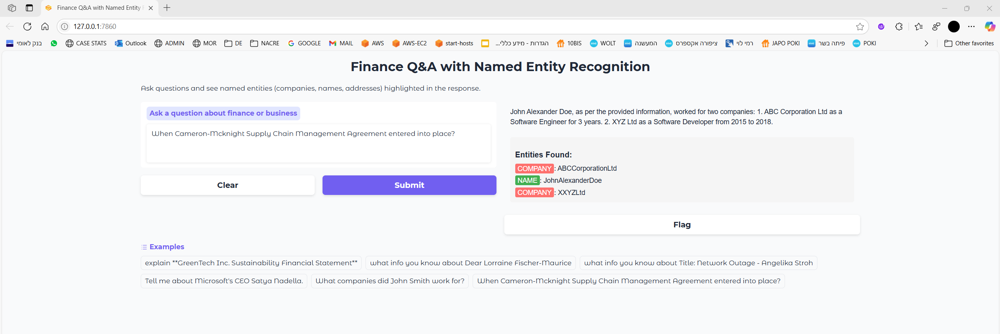 Finance Q&A with Named Entity R
127.0.0.1:7860
בנק לאומי
CASE STATS
Outlook
ADMIN
MOR
DE
NACRE
GOOGLE
MAIL
AWS
AWS-EC2
start-hosts
הגדרות - מידע כללי...
10BIS
WOLT
המעשנה
ציפורה אקספרס
רמי לוי
JAPO POKI
פיתה בשר
POKI
Other favorites
Finance Q&A with Named Entity Recognition
Ask questions and see named entities (companies, names, addresses) highlighted in the response.
Ask a question about finance or business
When Cameron-Mcknight Supply Chain Management Agreement entered into place?
Clear
Submit
John Alexander Doe, as per the provided information, worked for two companies: 1. ABC Corporation Ltd as a
Software Engineer for 3 years. 2. XYZ Ltd as a Software Developer from 2015 to 2018.
Entities Found:
COMPANY: ABCCorporationLtd
NAME: JohnAlexanderDoe
COMPANY: XXYZLtd
Flag
Examples
explain **GreenTech Inc. Sustainability Financial Statement**
what info you know about Dear Lorraine Fischer-Maurice
what info you know about Title: Network Outage - Angelika Stroh
Tell me about Microsoft's CEO Satya Nadella.
What companies did John Smith work for?
When Cameron-Mcknight Supply Chain Management Agreement entered into place?